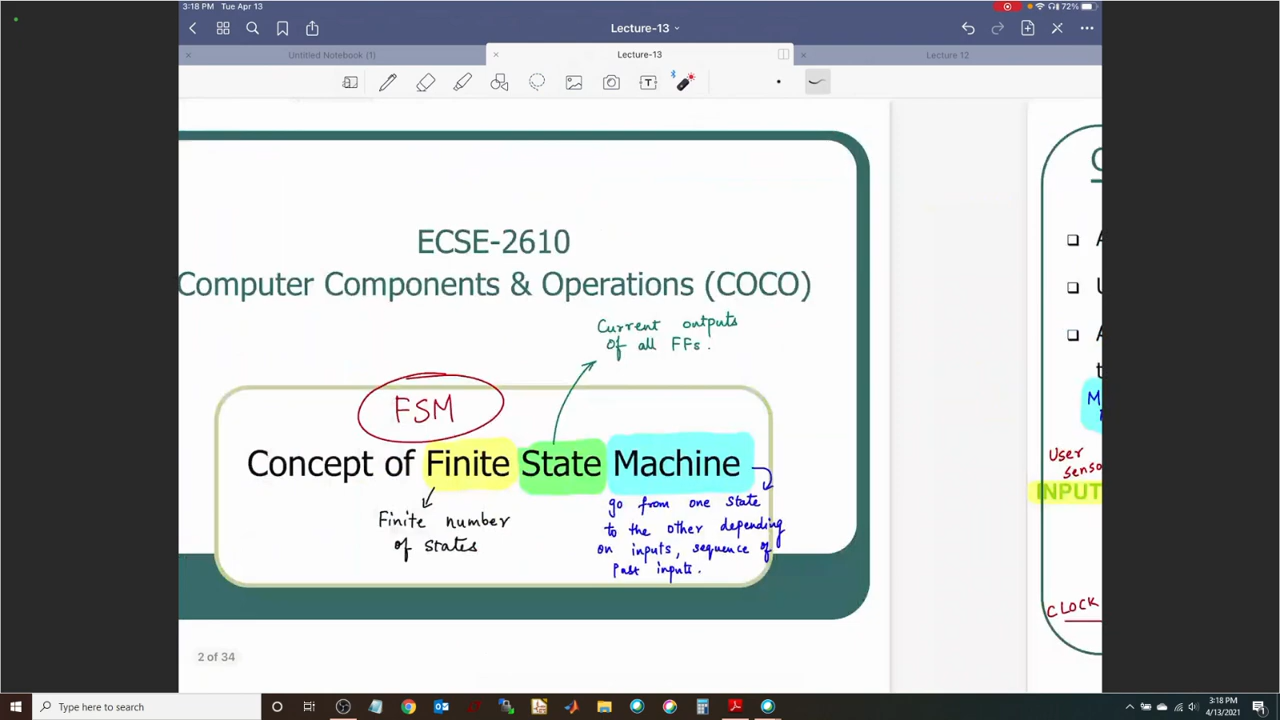 3:18 PM Tue Apr 13
72%
Lecture-13
Untitled Notebook (1)
Lecture-13
Lecture 12
T
ECSE-2610
Computer Components & Operations (COCO)
Current outputs
of all FFs.
FSM
Concept of Finite State Machine
Finite number
of states
go from one state
to the other depending
on inputs, sequence of
past inputs.
2 of 34
User
senso
INPUT
CLOCK
Type here to search
3:18 PM
4/13/2021